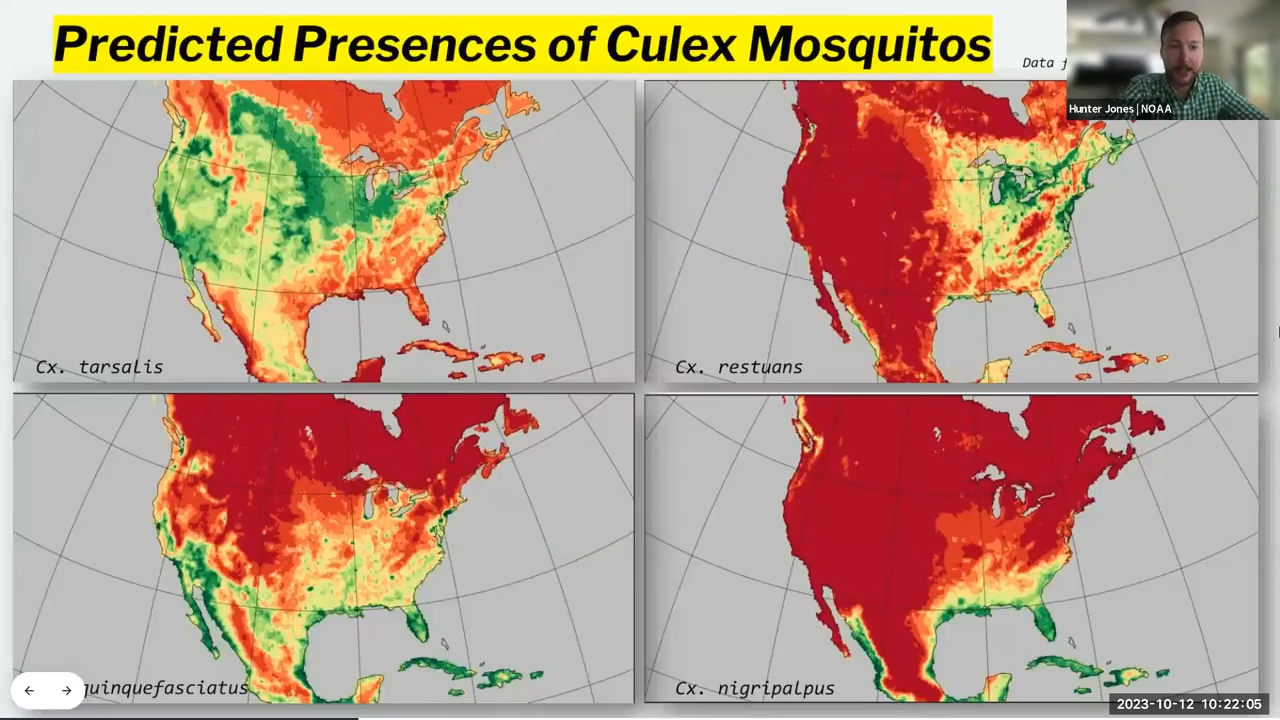 Predicted Presences of Culex Mosquitos
Data
Hunter Jones | NOAA
Cx. tarsalis
Cx. restuans
quinquefasciatus
Cx. nigripalpus
2023-10-12 10:22:05